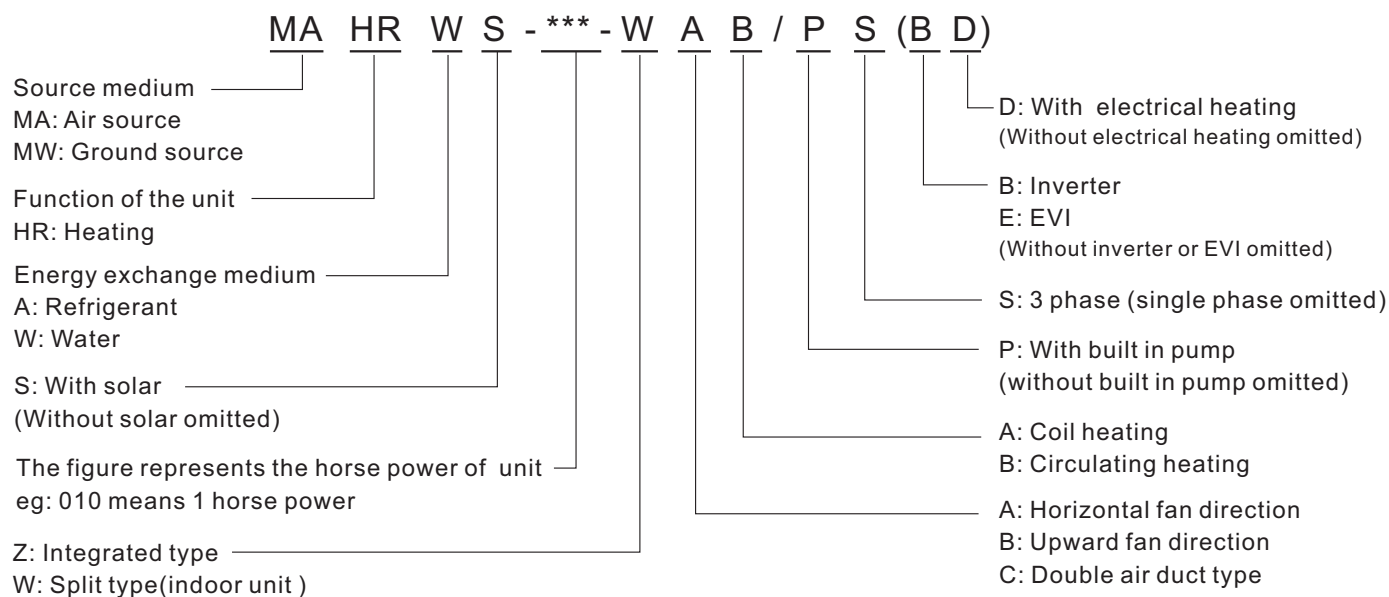 MA HR W S - *** - W A B / P S (B D)
Source medium
MA: Air source
MW: Ground source
Function of the unit
HR: Heating
Energy exchange medium
A: Refrigerant
W: Water
S: With solar
(Without solar omitted)
The figure represents the horse power of unit
eg: 010 means 1 horse power
Z: Integrated type
W: Split type(indoor unit )
D: With electrical heating
(Without electrical heating omitted)
B: Inverter
E: EVI
(Without inverter or EVI omitted)
S: 3 phase (single phase omitted)
P: With built in pump
(without built in pump omitted)
A: Coil heating
B: Circulating heating
A: Horizontal fan direction
B: Upward fan direction
C: Double air duct type